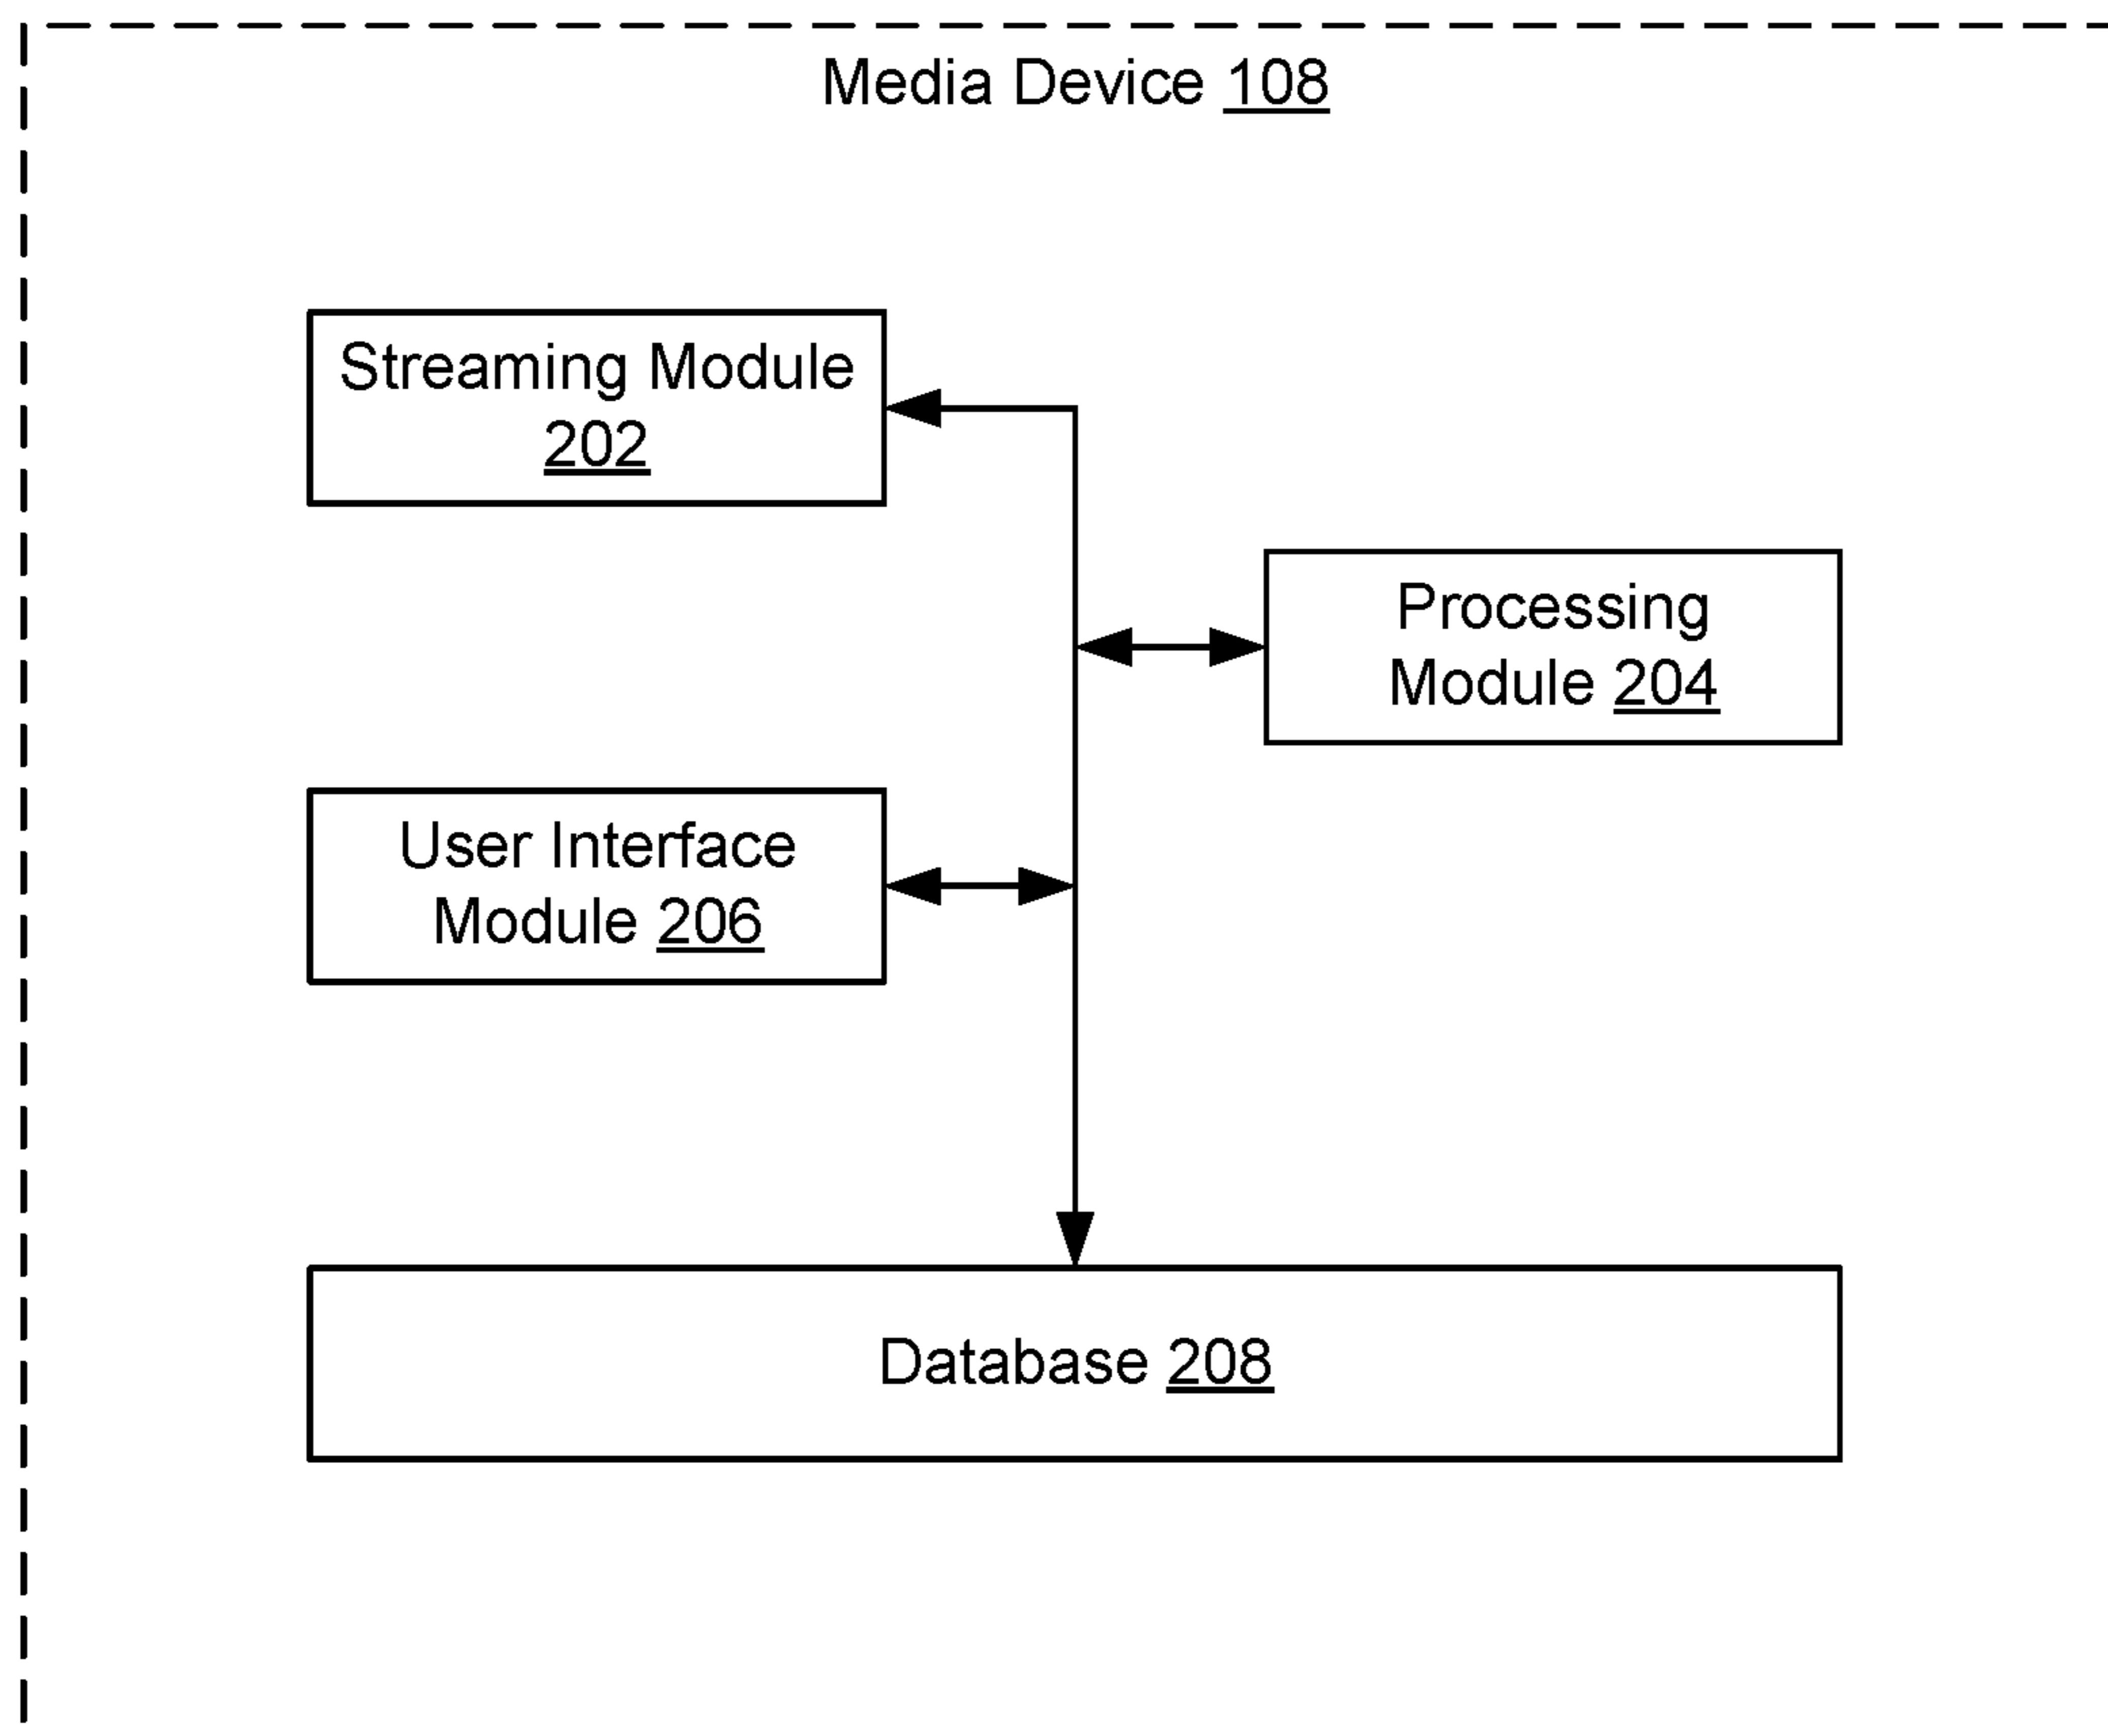 Media Device 108
Streaming Module
202
Processing
Module 204
User Interface
Module 206
Database 208